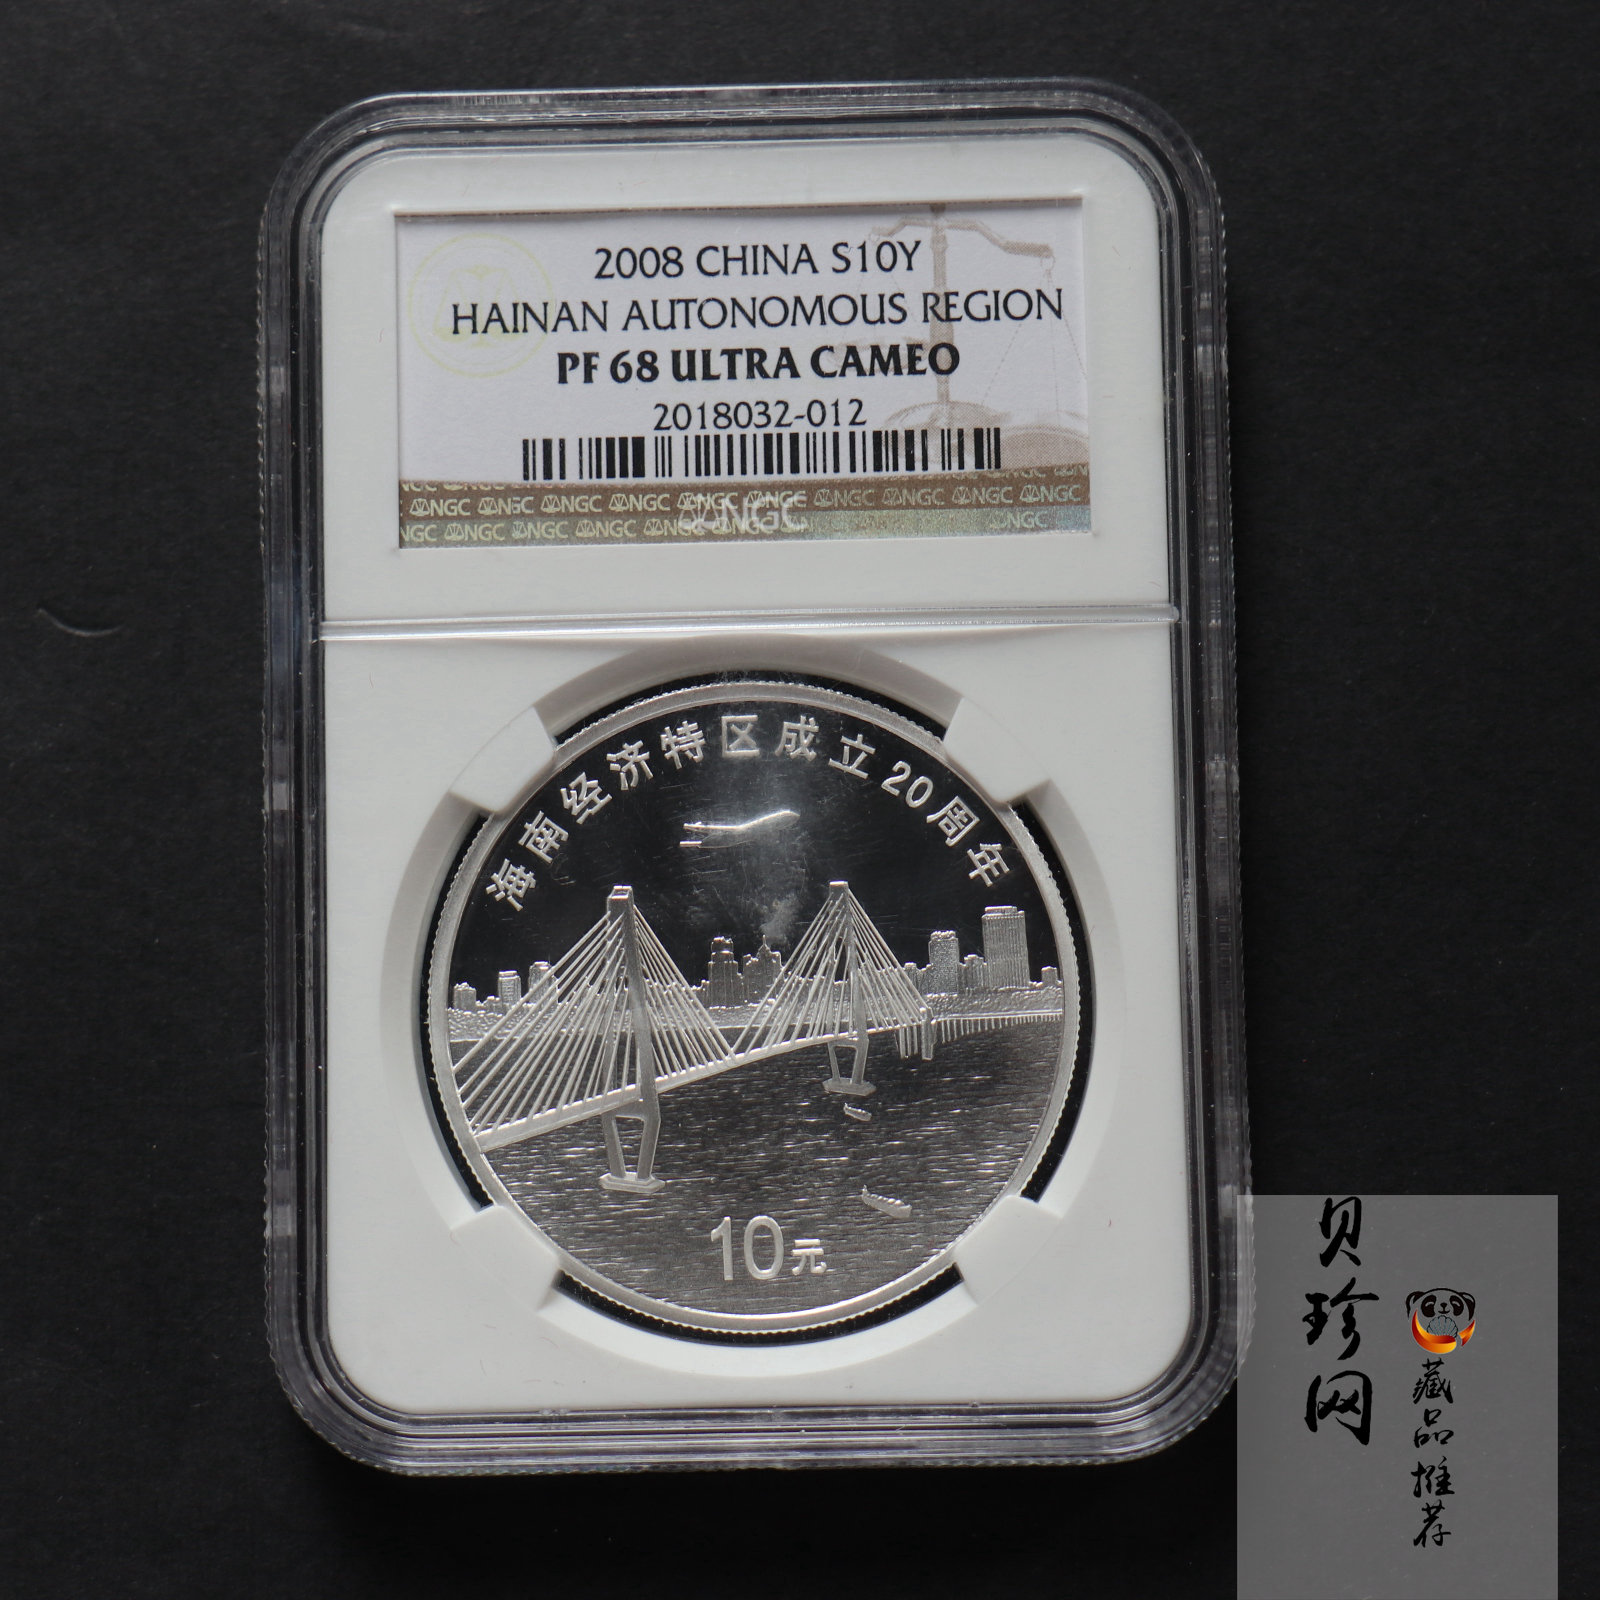 2008 CHINA S10Y
HAINAN AUTONOMOUS REGION
PF 68 ULTRA CAMEO
2018032-012
NGC NGC NGC NGC NGC NGC NGC NGC NGC NGC
NGC
NGC NGC NGC NGC NGC NGC NGC
海南经济特区成立20周年
10元
贝珍网
藏品推荐